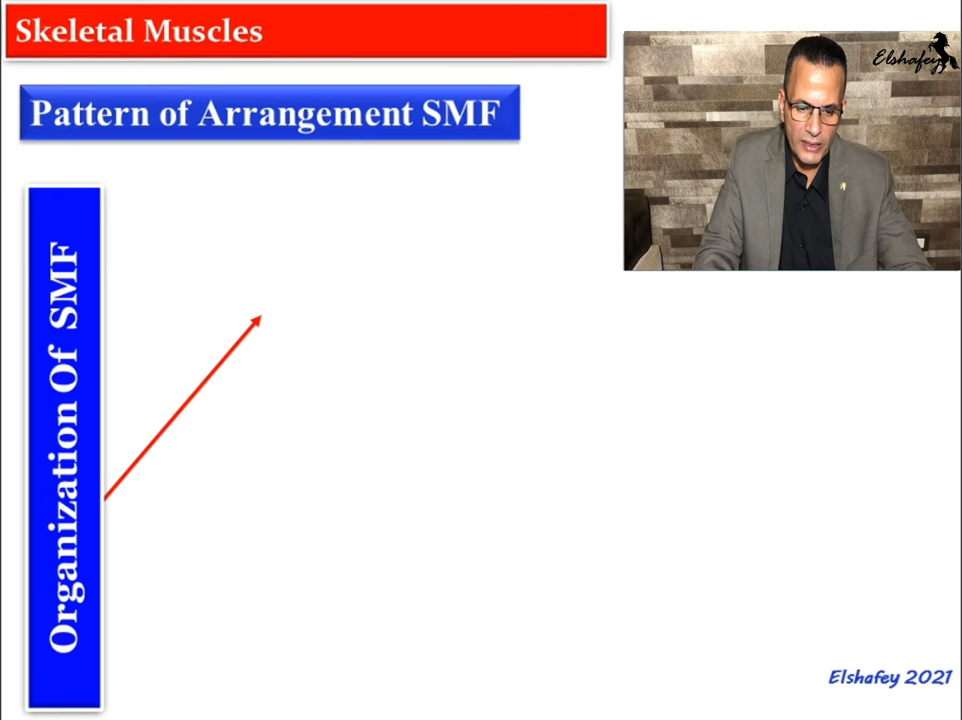 Skeletal Muscles
Elshafey
Pattern of Arrangement SMF
Organization Of SMF
Elshafey 2021